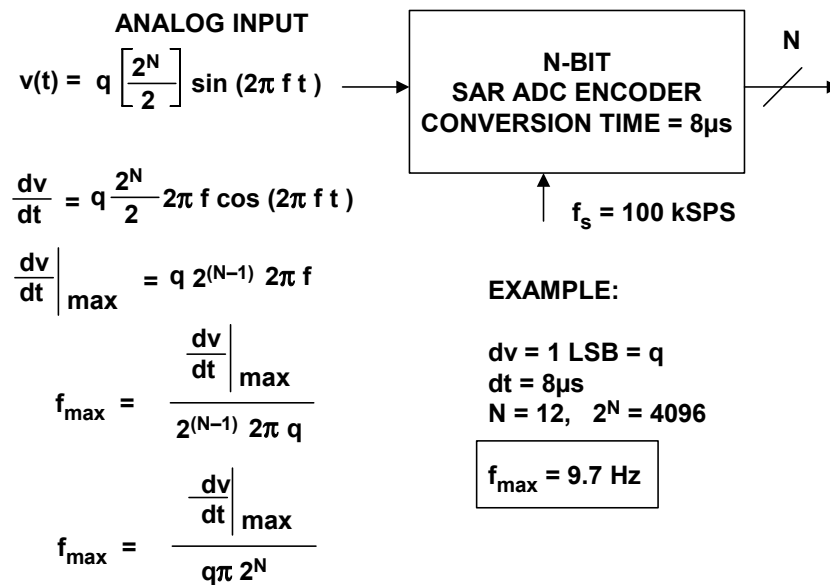 ANALOG INPUT
v(t) = q [2^N / 2] sin (2π f t )
N-BIT
SAR ADC ENCODER
CONVERSION TIME = 8μs
N
f_s = 100 kSPS
dv/dt = q 2^N/2 2π f cos (2π f t )
dv/dt |max = q 2^(N–1) 2π f
f_max = dv/dt |max / 2^(N–1) 2π q
f_max = dv/dt |max / qπ 2^N
EXAMPLE:
dv = 1 LSB = q
dt = 8μs
N = 12, 2^N = 4096
f_max = 9.7 Hz